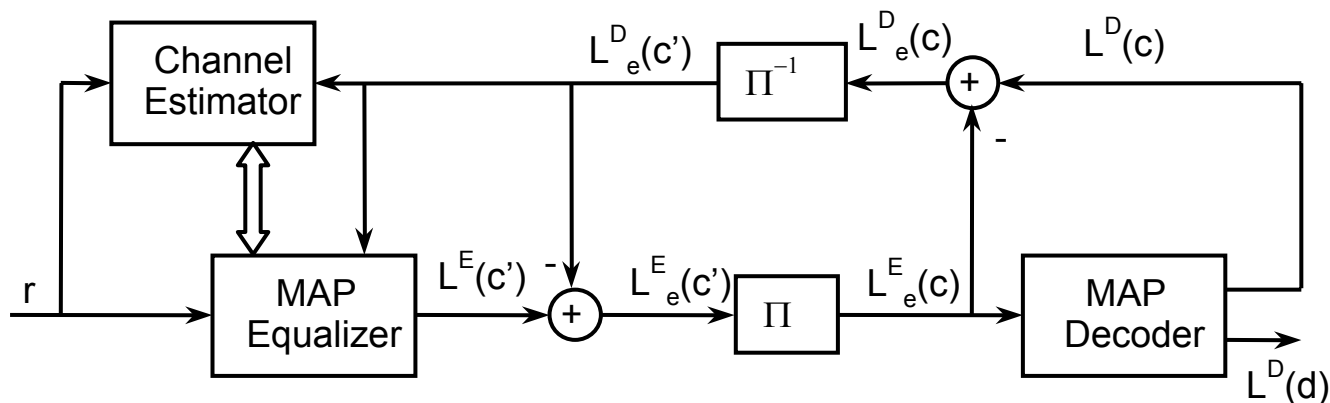 Channel
Estimator
L^D_e(c')
Π^{-1}
L^D_e(c)
+
L^D(c)
-
r
MAP
Equalizer
L^E(c')
-
+
L^E_e(c')
Π
L^E_e(c)
MAP
Decoder
L^D(d)